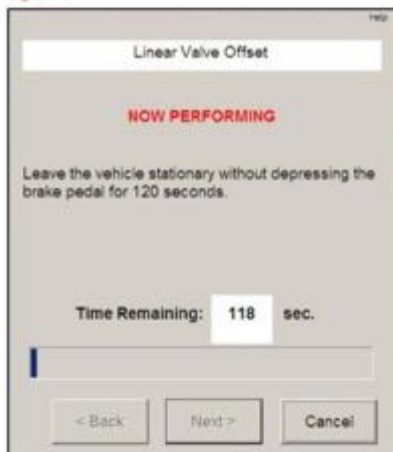 Help
Linear Valve Offset
NOW PERFORMING
Leave the vehicle stationary without depressing the
brake pedal for 120 seconds.
Time Remaining: 118 sec.
< Back Next > Cancel